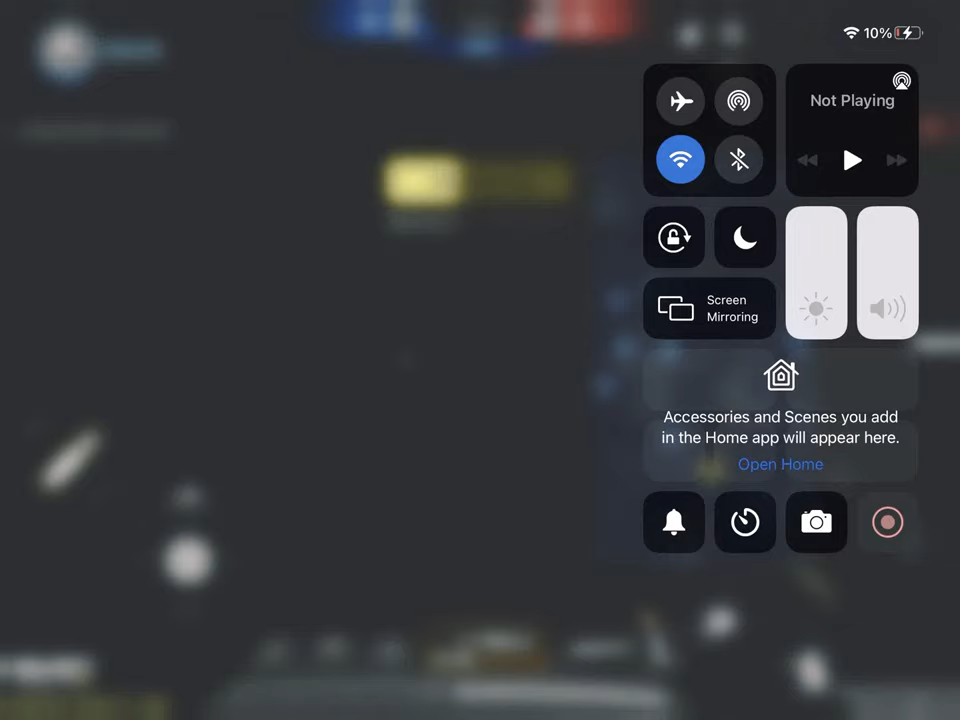 10%
Not Playing
Screen
Mirroring
Accessories and Scenes you add
in the Home app will appear here.
Open Home